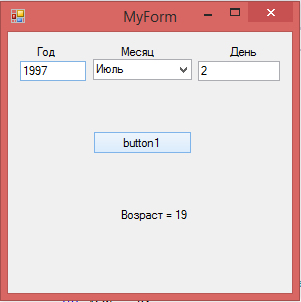 MyForm
Год Месяц День
1997 Июль 2
button1
Возраст = 19